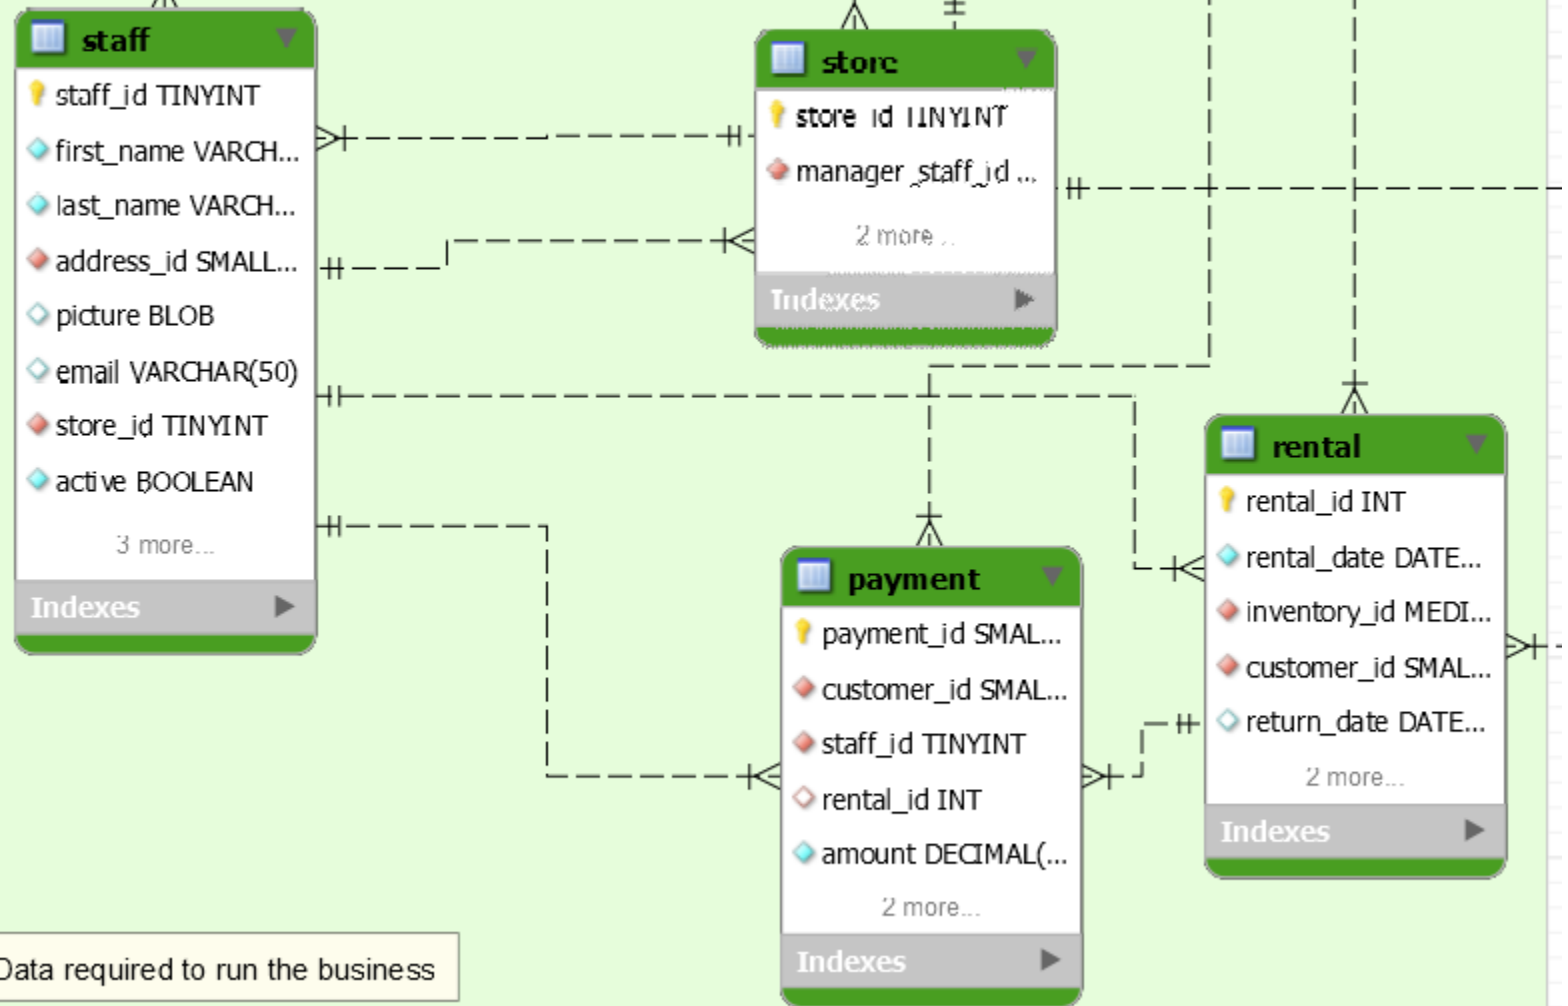 staff
staff_id TINYINT
first_name VARCH...
last_name VARCH...
address_id SMALL...
picture BLOB
email VARCHAR(50)
store_id TINYINT
active BOOLEAN
3 more...
Indexes
store
store_id TINYINT
manager_staff_id ...
2 more...
Indexes
payment
payment_id SMAL...
customer_id SMAL...
staff_id TINYINT
rental_id INT
amount DECIMAL(...
2 more...
Indexes
rental
rental_id INT
rental_date DATE...
inventory_id MEDI...
customer_id SMAL...
return_date DATE...
2 more...
Indexes
Data required to run the business